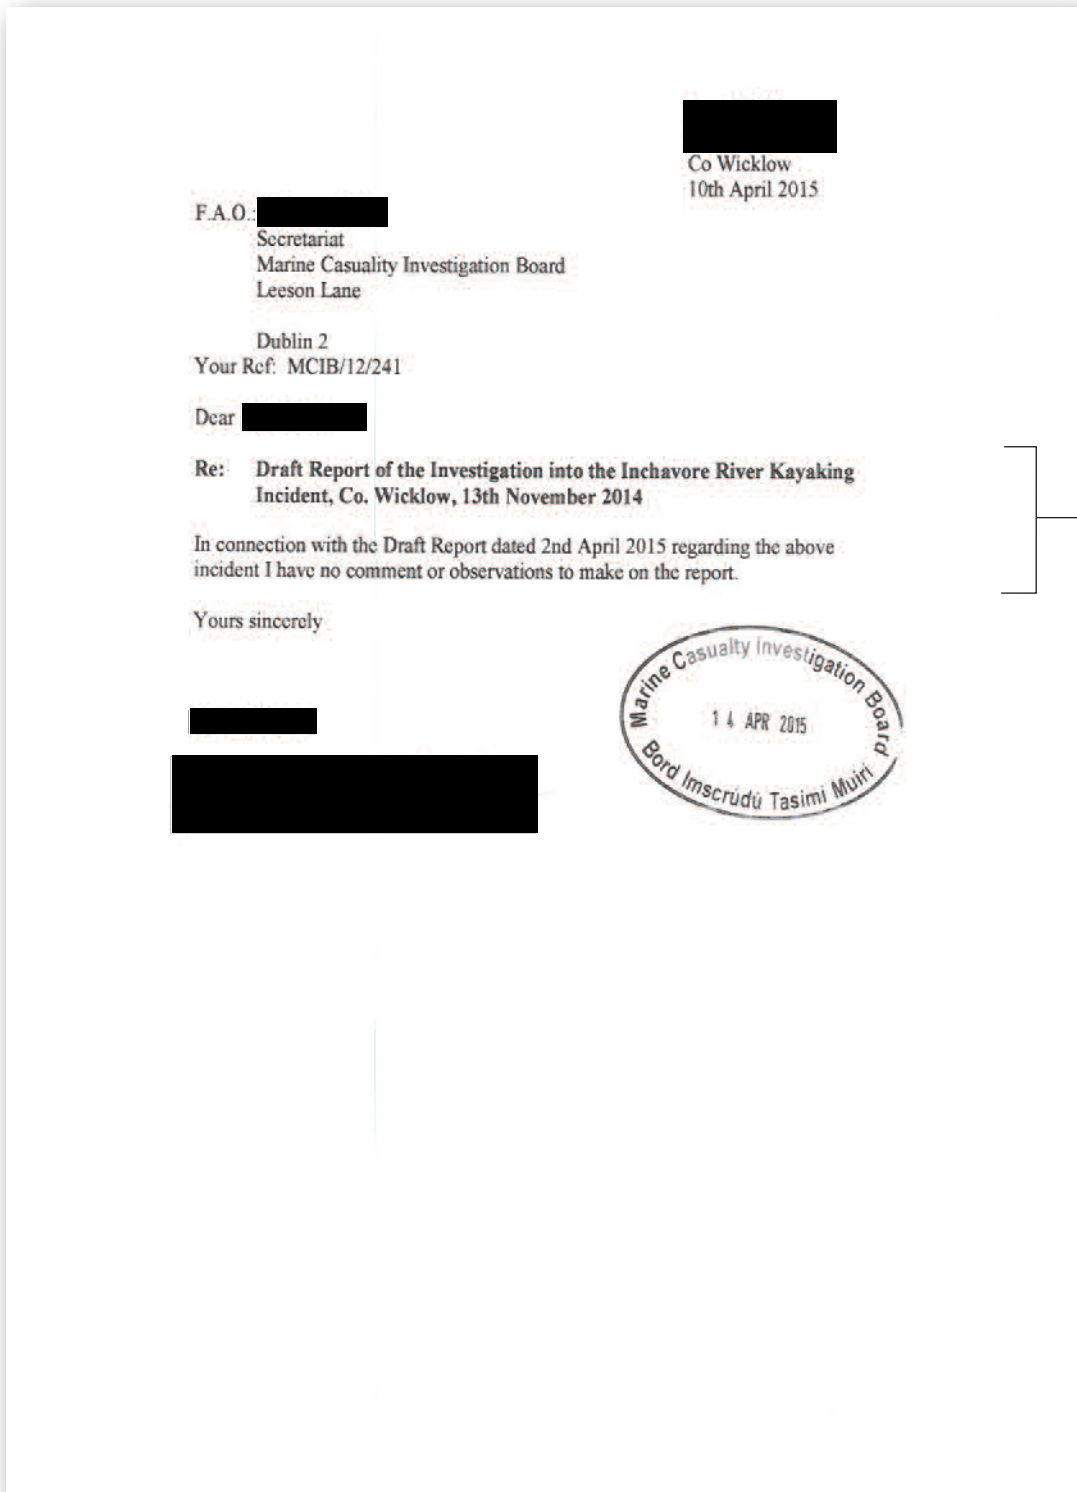 Co Wicklow
10th April 2015
F.A.O.:
Secretariat
Marine Casuality Investigation Board
Leeson Lane
Dublin 2
Your Ref: MCIB/12/241
Dear
Re: Draft Report of the Investigation into the Inchavore River Kayaking
Incident, Co. Wicklow, 13th November 2014
In connection with the Draft Report dated 2nd April 2015 regarding the above
incident I have no comment or observations to make on the report.
Yours sincerely
Marine Casualty Investigation Board
14 APR 2015
Bord Imscrúdú Taismí Muirí